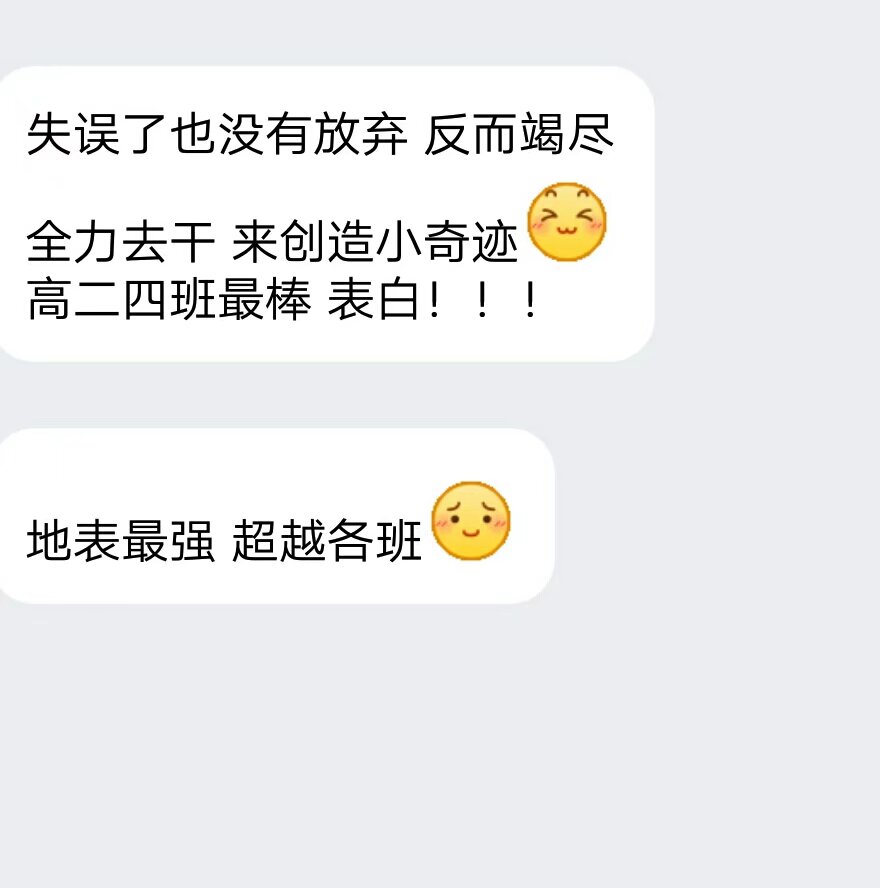 失误了也没有放弃 反而竭尽
全力去干 来创造小奇迹
高二四班最棒 表白！！！
地表最强 超越各班